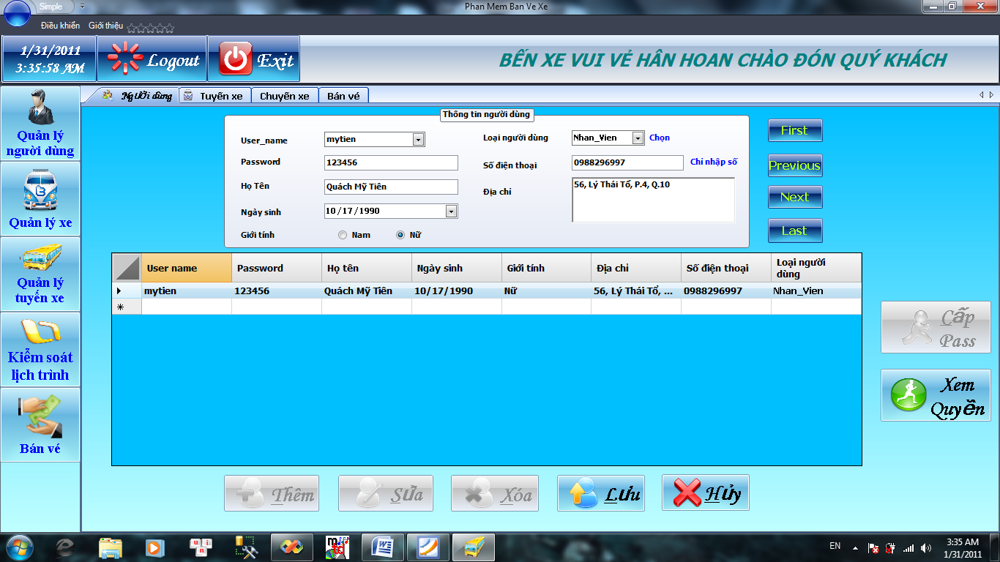 Simple
Phan Mem Ban Ve Xe
Điều khiển Giới thiệu
1/31/2011
3:35:58 AM
Logout
Exit
BẾN XE VUI VẺ HÂN HOAN CHÀO ĐÓN QUÝ KHÁCH
Quản lý
người dùng
Quản lý xe
Quản lý
tuyến xe
Kiểm soát
lịch trình
Bán vé
Người dùng
Tuyến xe
Chuyến xe
Bán vé
Thông tin người dùng
User_name mytien
Loại người dùng Nhan_Vien Chọn
Password 123456
Số điện thoại 0988296997 Chỉ nhập số
Họ Tên Quách Mỹ Tiên
Địa chỉ 56, Lý Thái Tổ, P.4, Q.10
Ngày sinh 10/17/1990
Giới tính Nam Nữ
First
Previous
Next
Last
User name Password Họ tên Ngày sinh Giới tính Địa chỉ Số điện thoại Loại người
dùng
mytien 123456 Quách Mỹ Tiên 10/17/1990 Nữ 56, Lý Thái Tổ, ... 0988296997 Nhan_Vien
Cấp
Pass
Xem
Quyền
Thêm
Sửa
Xóa
Lưu
Hủy
EN
3:35 AM
1/31/2011